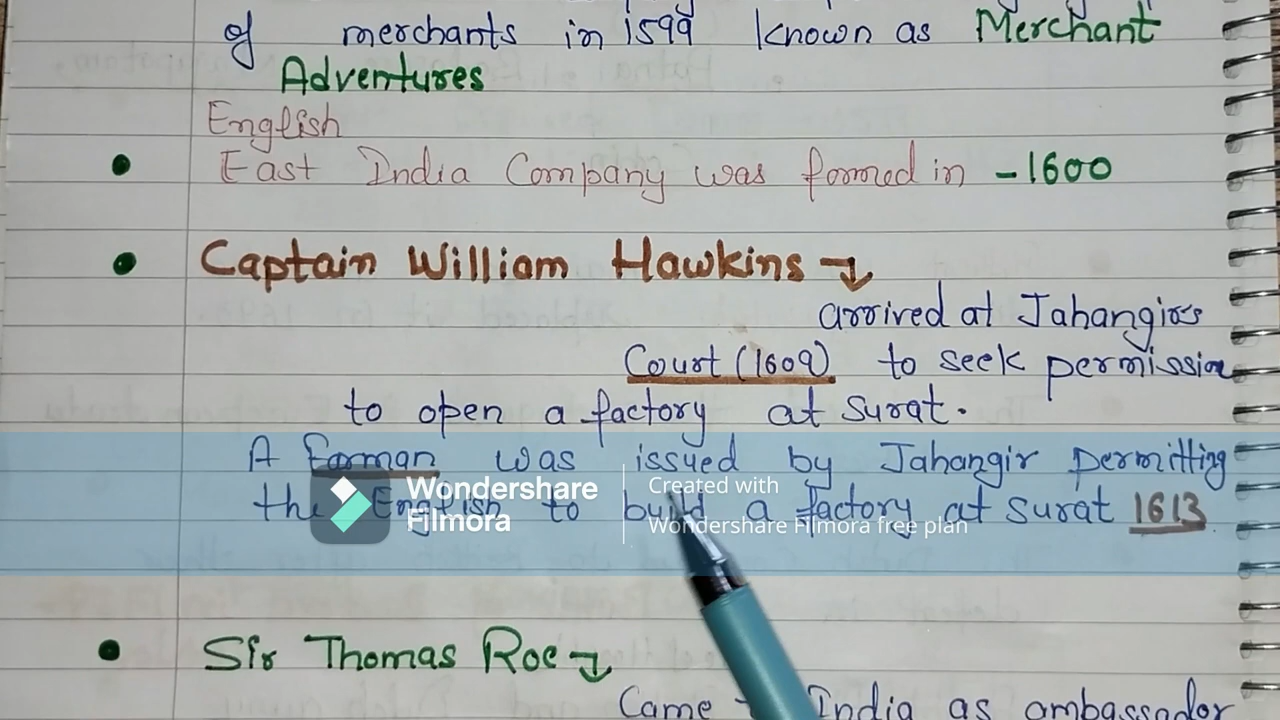 of merchants in 1599 known as Merchant
Adventures
English
East India Company was formed in - 1600
Captain William Hawkins
arrived at Jahangirs
Court (1609) to seek permission
to open a factory at Surat.
A Farman was issued by Jahangir permitting
the English to build a factory at Surat 1613
Wondershare
Filmora
Created with
Wondershare Filmora free plan
Sir Thomas Roe
Came India as ambassador